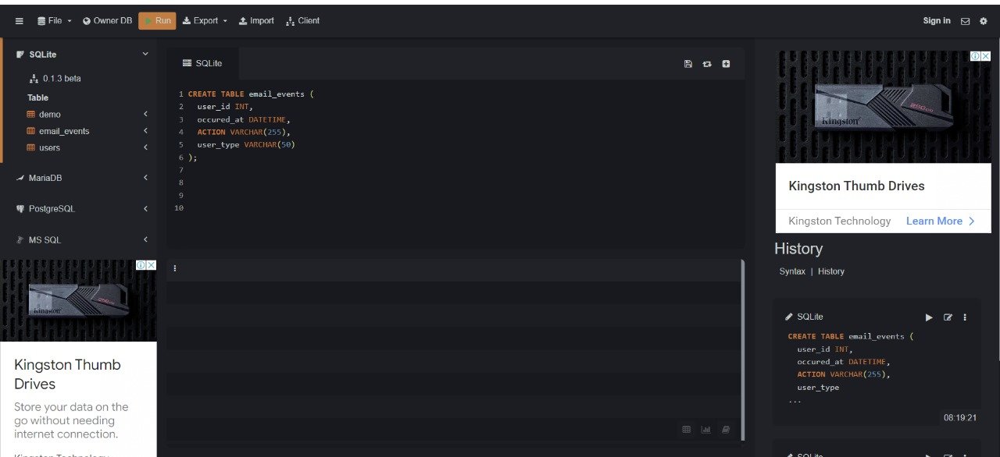 File Owner DB Run Export Import Client Sign in
SQLite
0.1.3 beta
Table
demo
email_events
users
MariaDB
PostgreSQL
MS SQL
Kingston
256GB
Kingston Thumb
Drives
Store your data on the
go without needing
internet connection.
Kingston Technology
SQLite
1 CREATE TABLE email_events (
2 user_id INT,
3 occured_at DATETIME,
4 ACTION VARCHAR(255),
5 user_type VARCHAR(50)
6 );
7
8
9
10
Kingston
256GB
Kingston Thumb Drives
Kingston Technology Learn More
History
Syntax | History
SQLite
CREATE TABLE email_events (
user_id INT,
occured_at DATETIME,
ACTION VARCHAR(255),
user_type
...
08:19:21
SQLite